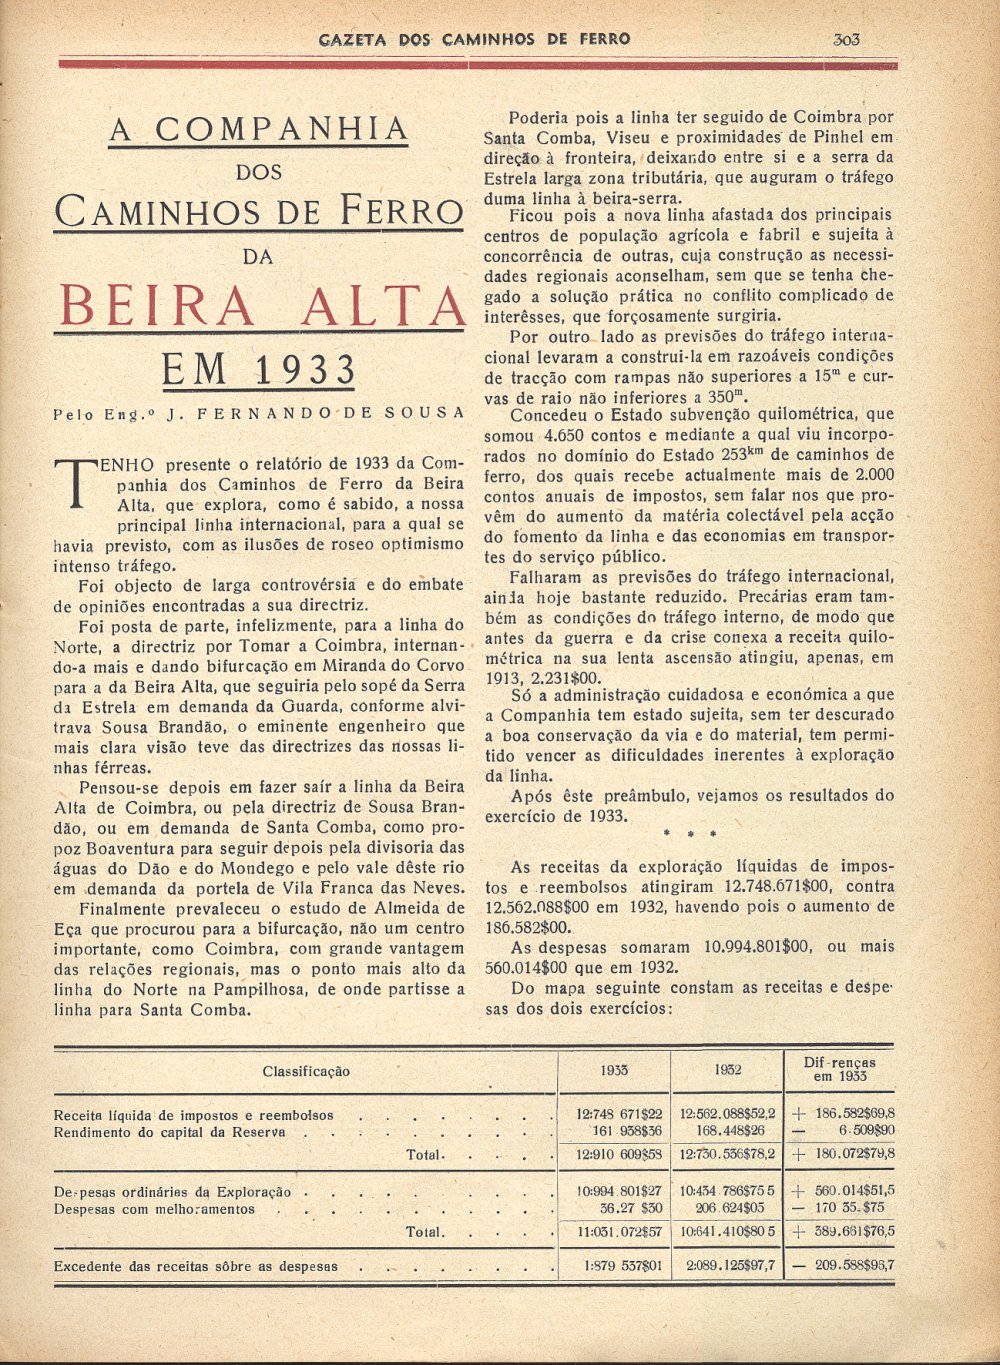 GAZETA DOS CAMINHOS DE FERRO 303
A COMPANHIA
DOS
CAMINHOS DE FERRO
DA
BEIRA ALTA
EM 1933
Pelo Eng.º J. FERNANDO DE SOUSA
TENHO presente o relatório de 1933 da Com-
panhia dos Caminhos de Ferro da Beira
Alta, que explora, como é sabido, a nossa
principal linha internacional, para a qual se
havia previsto, com as ilusões de roseo optimismo
intenso tráfego.
Foi objecto de larga controvérsia e do embate
de opiniões encontradas a sua directriz.
Foi posta de parte, infelizmente, para a linha do
Norte, a directriz por Tomar a Coimbra, internan-
do-a mais e dando bifurcação em Miranda do Corvo
para a da Beira Alta, que seguiria pelo sopé da Serra
da Estrela em demanda da Guarda, conforme alvi-
trava Sousa Brandão, o eminente engenheiro que
mais clara visão teve das directrizes das nossas li-
nhas férreas.
Pensou-se depois em fazer saír a linha da Beira
Alta de Coimbra, ou pela directriz de Sousa Bran-
dão, ou em demanda de Santa Comba, como pro-
poz Boaventura para seguir depois pela divisoria das
águas do Dão e do Mondego e pelo vale dêste rio
em demanda da portela de Vila Franca das Neves.
Finalmente prevaleceu o estudo de Almeida de
Eça que procurou para a bifurcação, não um centro
importante, como Coimbra, com grande vantagem
das relações regionais, mas o ponto mais alto da
linha do Norte na Pampilhosa, de onde partisse a
linha para Santa Comba.
Poderia pois a linha ter seguido de Coimbra por
Santa Comba, Viseu e proximidades de Pinhel em
direção à fronteira, deixando entre si e a serra da
Estrela larga zona tributária, que auguram o tráfego
duma linha à beira-serra.
Ficou pois a nova linha afastada dos principais
centros de população agrícola e fabril e sujeita à
concorrência de outras, cuja construção as necessi-
dades regionais aconselham, sem que se tenha che-
gado a solução prática no conflito complicado de
interêsses, que forçosamente surgiria.
Por outro lado as previsões do tráfego interna-
cional levaram a construi-la em razoáveis condições
de tracção com rampas não superiores a 15m e cur-
vas de raio não inferiores a 350m.
Concedeu o Estado subvenção quilométrica, que
somou 4.650 contos e mediante a qual viu incorpo-
rados no domínio do Estado 253km de caminhos de
ferro, dos quais recebe actualmente mais de 2.000
contos anuais de impostos, sem falar nos que pro-
vêm do aumento da matéria colectável pela acção
do fomento da linha e das economias em transpor-
tes do serviço público.
Falharam as previsões do tráfego internacional,
ainda hoje bastante reduzido. Precárias eram tam-
bém as condições do tráfego interno, de modo que
antes da guerra e da crise conexa a receita quilo-
métrica na sua lenta ascensão atingiu, apenas, em
1913, 2.231$00.
Só a administração cuidadosa e económica a que
a Companhia tem estado sujeita, sem ter descurado
a boa conservação da via e do material, tem permi-
tido vencer as dificuldades inerentes à exploração
da linha.
Após êste preâmbulo, vejamos os resultados do
exercício de 1933.
* * *
As receitas da exploração líquidas de impos-
tos e reembolsos atingiram 12.748.671$00, contra
12.562.088$00 em 1932, havendo pois o aumento de
186.582$00.
As despesas somaram 10.994.801$00, ou mais
560.014$00 que em 1932.
Do mapa seguinte constam as receitas e despe-
sas dos dois exercícios:
Classificação 1933 1932 Dif renças
em 1933
Receita líquida de impostos e reembolsos . . . . . . . . 12:748 671$22 12:562.088$52,2 + 186.582$69,8
Rendimento do capital da Reserva . . . . . . . . . . 161 938$36 168.448$26 — 6.509$90
Total. . . . . 12:910 609$58 12:730.536$78,2 + 180.072$79,8
Despesas ordinárias da Exploração . . . . . . . . . . 10:994 801$27 10:434 786$75 5 + 560.014$51,5
Despesas com melhoramentos . . . . . . . . . . . 36.27 $30 206 624$05 — 170 35-$75
Total. . . . . 11:031.072$57 10:641.410$80 5 + 389.661$76,5
Excedente das receitas sôbre as despesas . . . . . . . . 1:879 537$01 2:089.125$97,7 — 209.588$96,7